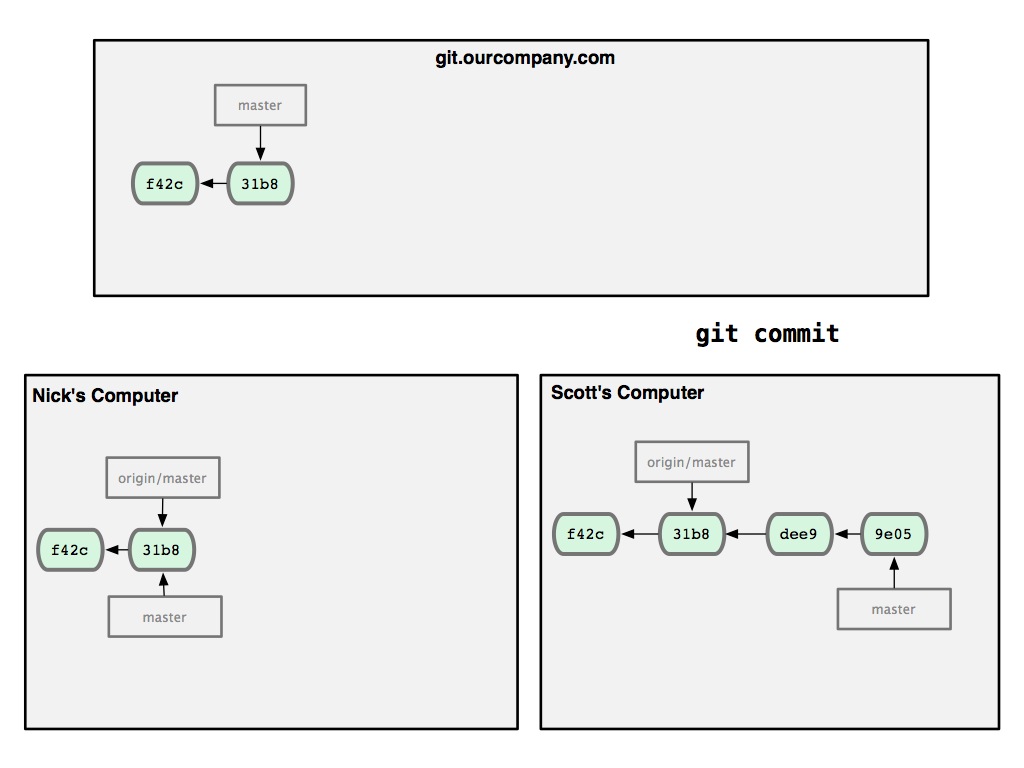 git.ourcompany.com
master
f42c
31b8
git commit
Nick's Computer
origin/master
f42c
31b8
master
Scott's Computer
origin/master
f42c
31b8
dee9
9e05
master